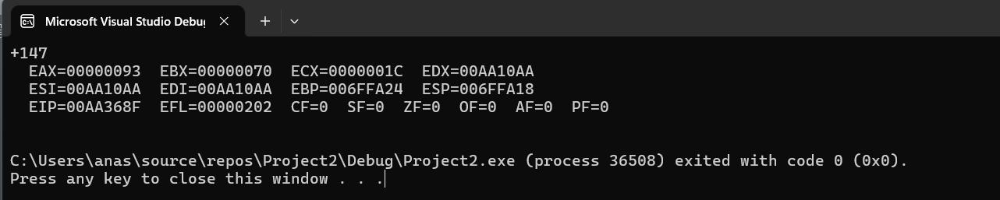 Microsoft Visual Studio Debug
+147
EAX=00000093  EBX=00000070  ECX=0000001C  EDX=00AA10AA
ESI=00AA10AA  EDI=00AA10AA  EBP=006FFA24  ESP=006FFA18
EIP=00AA368F  EFL=00000202  CF=0  SF=0  ZF=0  OF=0  AF=0  PF=0
C:\Users\anas\source\repos\Project2\Debug\Project2.exe (process 36508) exited with code 0 (0x0).
Press any key to close this window . . .